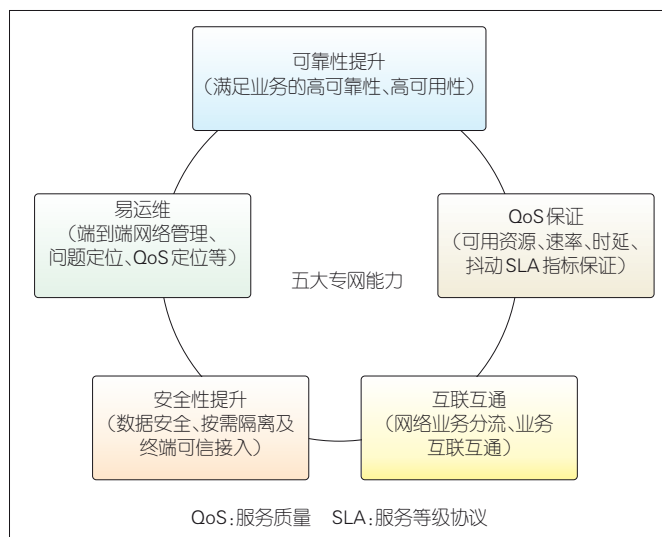 可靠性提升
（满足业务的高可靠性、高可用性）
易运维
（端到端网络管理、
问题定位、QoS定位等）
QoS保证
（可用资源、速率、时延、
抖动SLA指标保证）
五大专网能力
安全性提升
（数据安全、按需隔离及
终端可信接入）
互联互通
（网络业务分流、业务
互联互通）
QoS：服务质量 SLA：服务等级协议